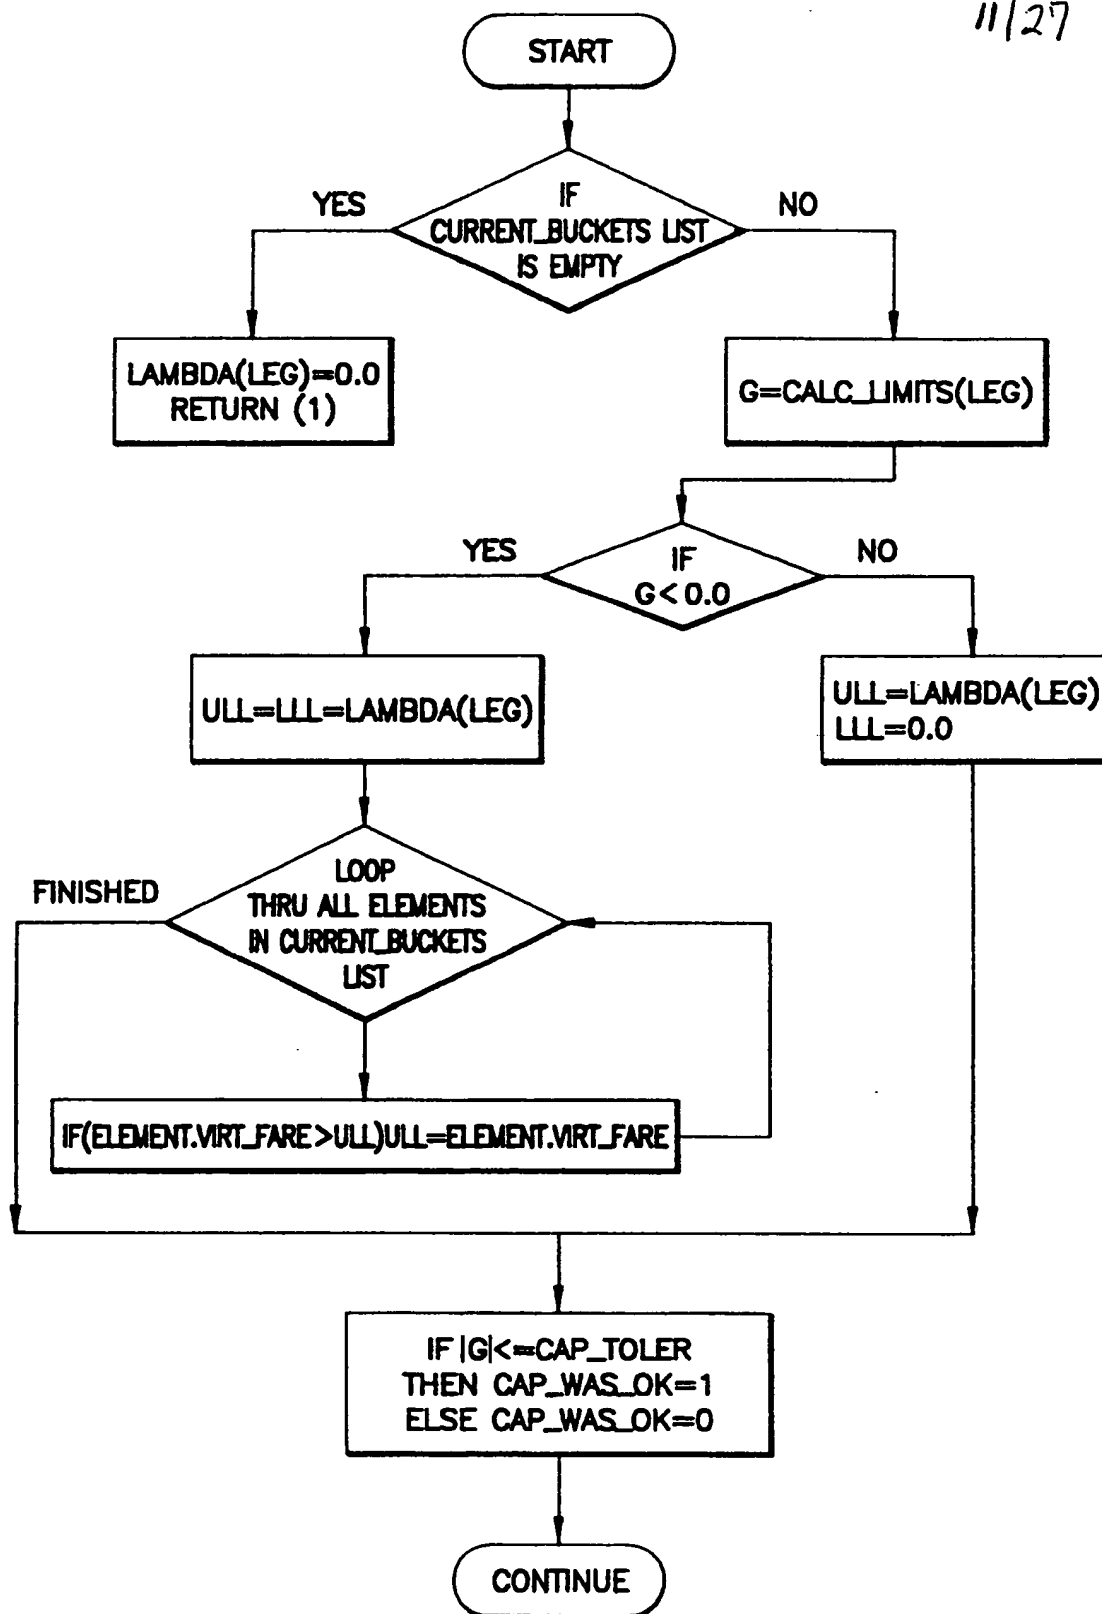 11/27
START
YES
NO
IF
CURRENT_BUCKETS LIST
IS EMPTY
LAMBDA(LEG)=0.0
RETURN (1)
G=CALC_LIMITS(LEG)
YES
NO
IF
G<0.0
ULL=LLL=LAMBDA(LEG)
ULL=LAMBDA(LEG)
LLL=0.0
FINISHED
LOOP
THRU ALL ELEMENTS
IN CURRENT_BUCKETS
LIST
IF(ELEMENT.VIRT_FARE>ULL)ULL=ELEMENT.VIRT_FARE
IF |G|<=CAP_TOLER
THEN CAP_WAS_OK=1
ELSE CAP_WAS_OK=0
CONTINUE